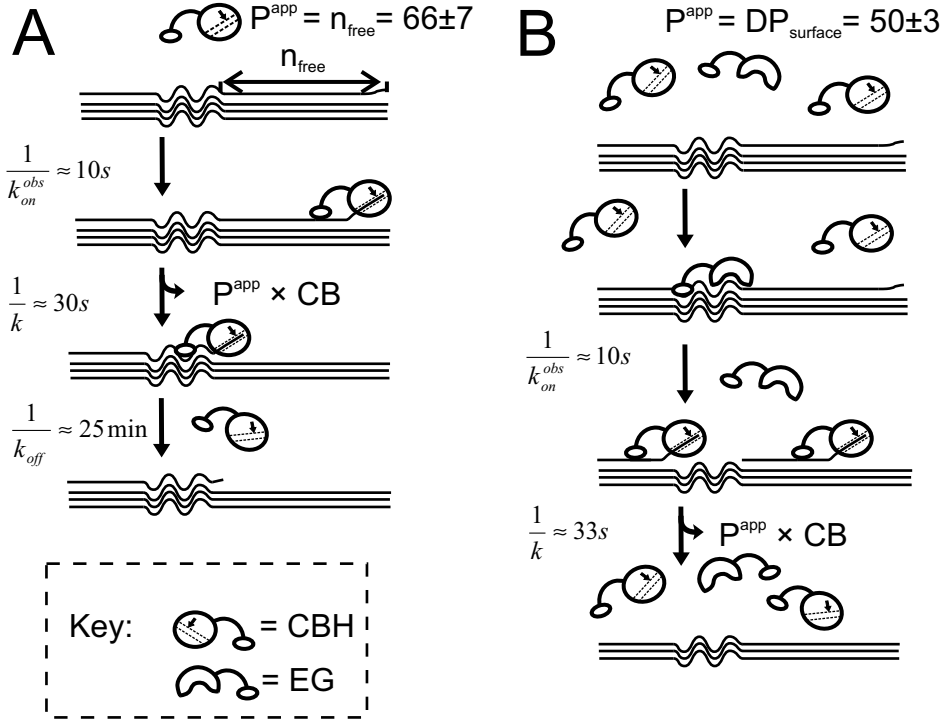 A
P^app = n_free = 66±7
n_free
1/k_on^obs ≈ 10s
1/k ≈ 30s
P^app × CB
1/k_off ≈ 25 min
Key:
= CBH
= EG
B
P^app = DP_surface = 50±3
1/k_on^obs ≈ 10s
1/k ≈ 33s
P^app × CB